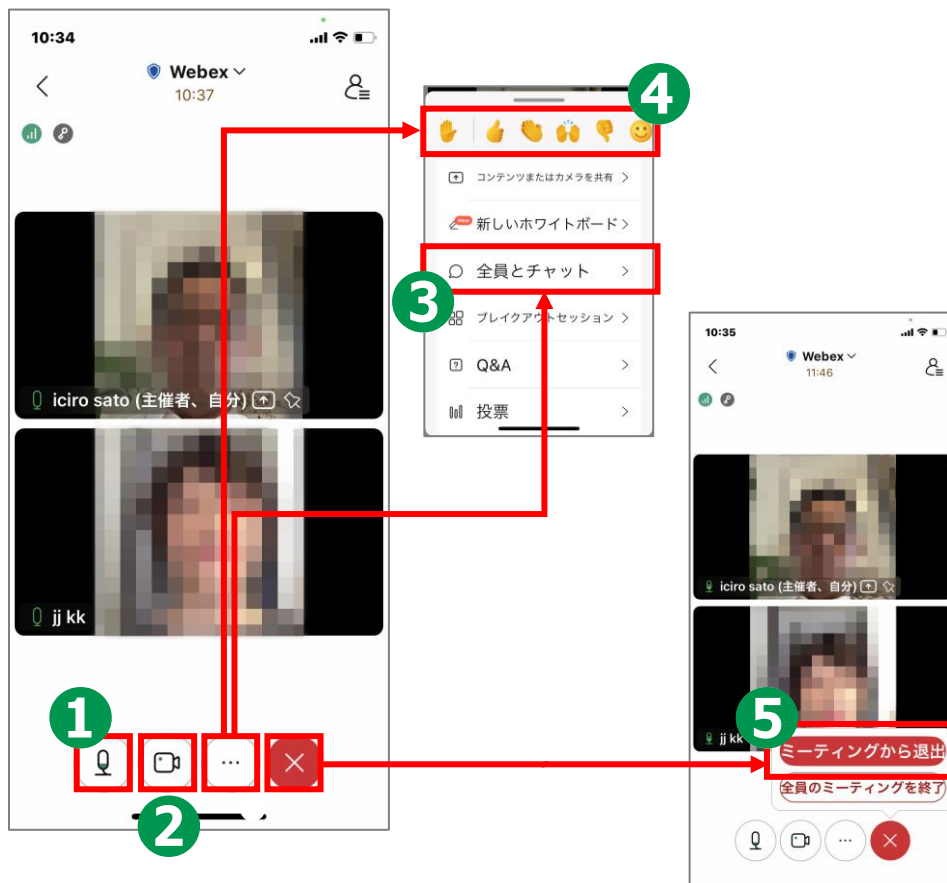 10:34
Webex
10:37
iciro sato (主催者、自分)
jj kk
1
2
4
コンテンツまたはカメラを共有
New
新しいホワイトボード
全員とチャット
3
ブレイクアウトセッション
Q&A
投票
10:35
Webex
11:46
iciro sato (主催者、自分)
jj kk
5
ミーティングから退出
全員のミーティングを終了